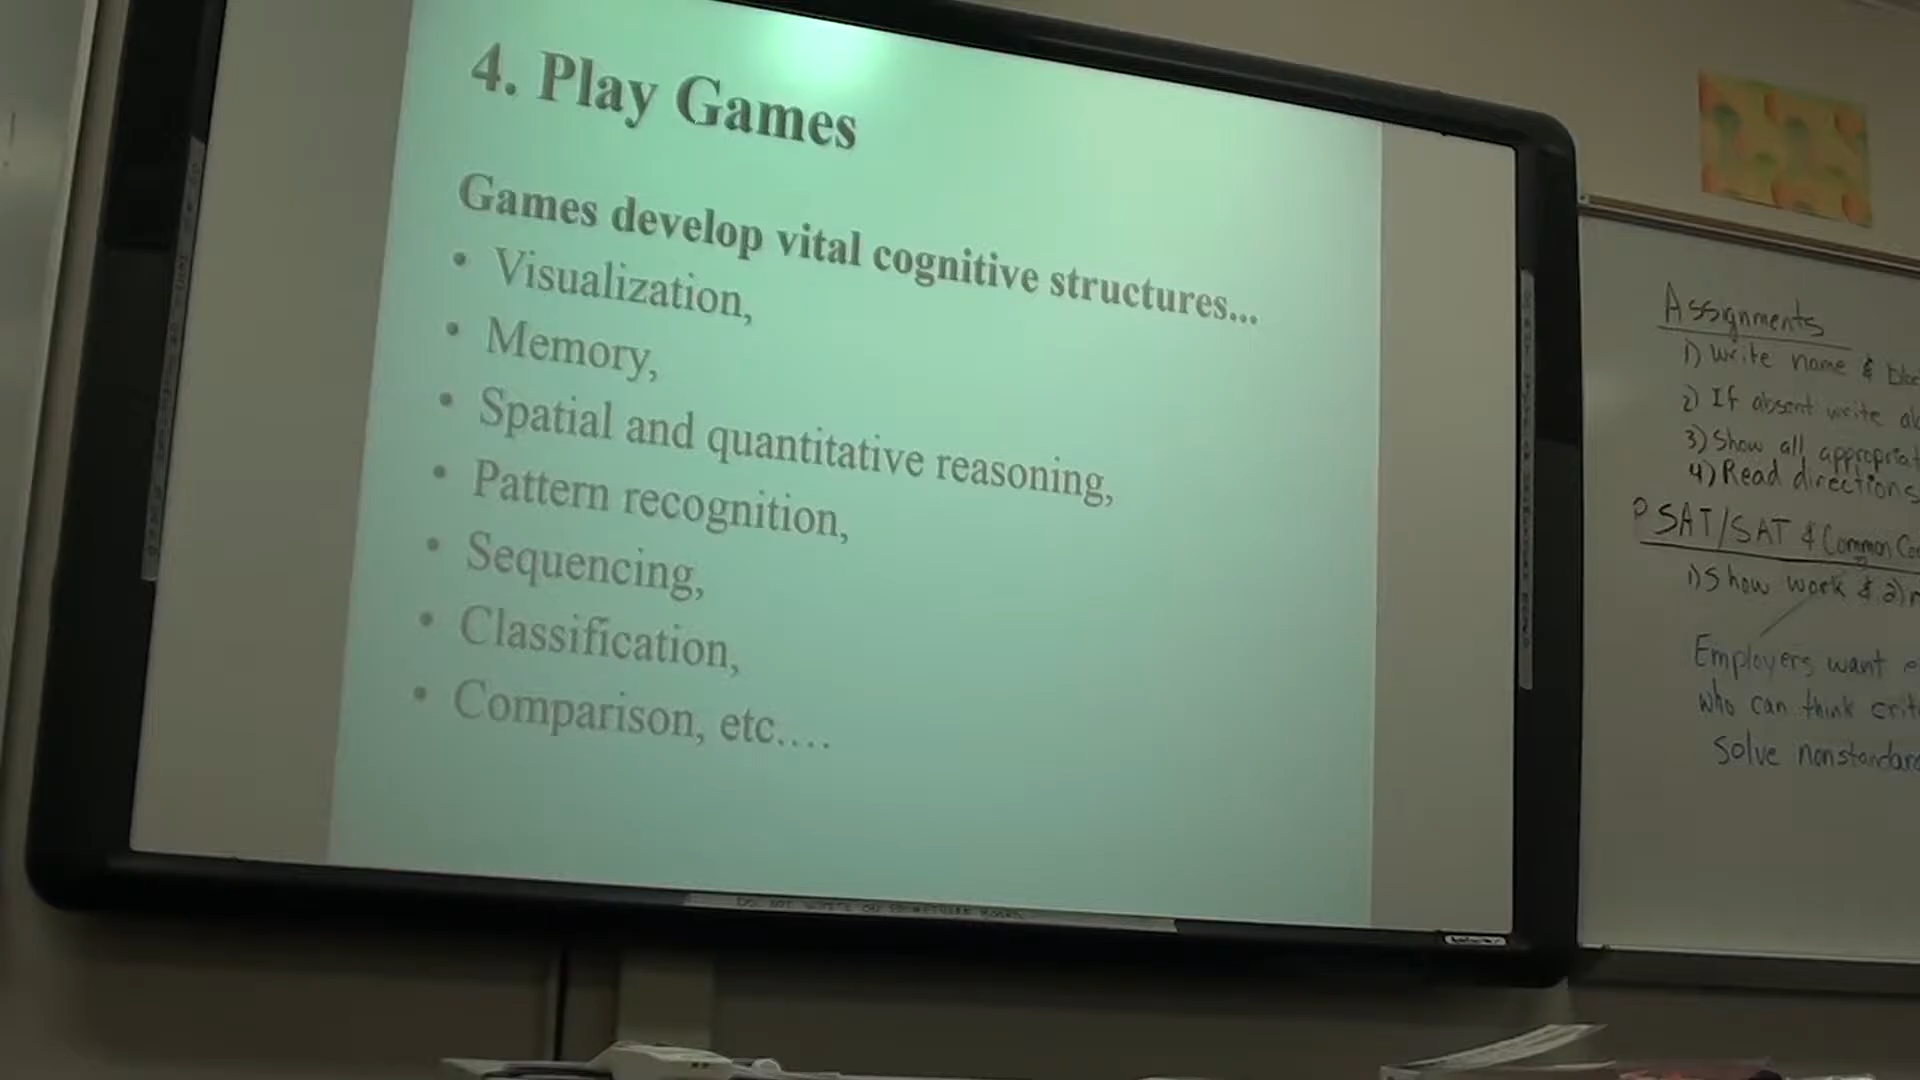 4. Play Games
Games develop vital cognitive structures...
• Visualization,
• Memory,
• Spatial and quantitative reasoning,
• Pattern recognition,
• Sequencing,
• Classification,
• Comparison, etc....
Assignments
1) Write name &
2) If absent write
3) Show all
4) Read directions
PSAT/SAT & Common
1) Show work & 2)
Employers want
who can think
Solve